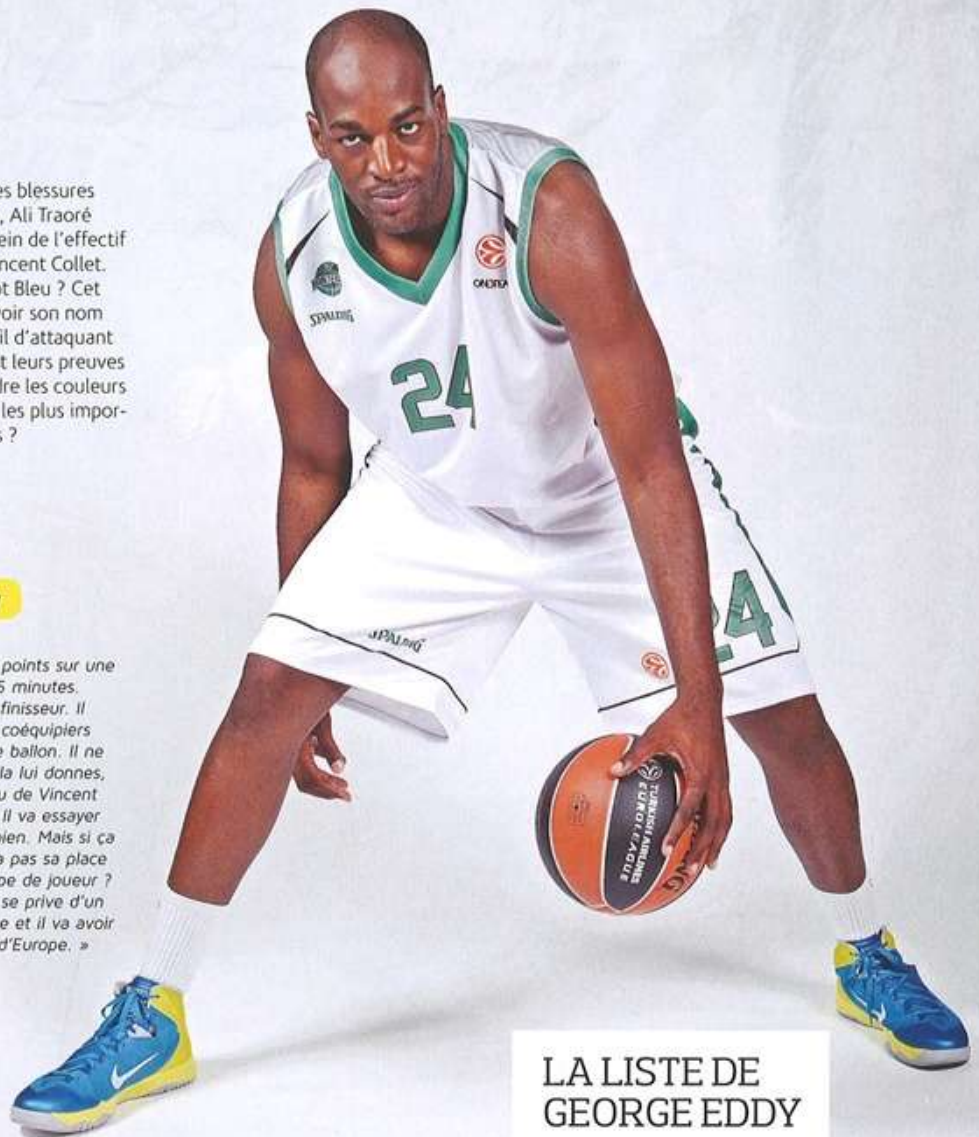 es blessures
, Ali Traoré
ein de l'effectif
ncent Collet.
t Bleu ? Cet
oir son nom
il d'attaquant
t leurs preuves
dre les couleurs
les plus impor-
s ?
points sur une
5 minutes.
finisseur. Il
coéquipiers
e ballon. Il ne
la lui donnes,
u de Vincent
Il va essayer
bien. Mais si ça
a pas sa place
pe de joueur ?
se prive d'un
e et il va avoir
d'Europe. »
SPALDING
24
SPALDING
24
TURKISH AIRLINES
EUROLEAGUE
LA LISTE DE
GEORGE EDDY